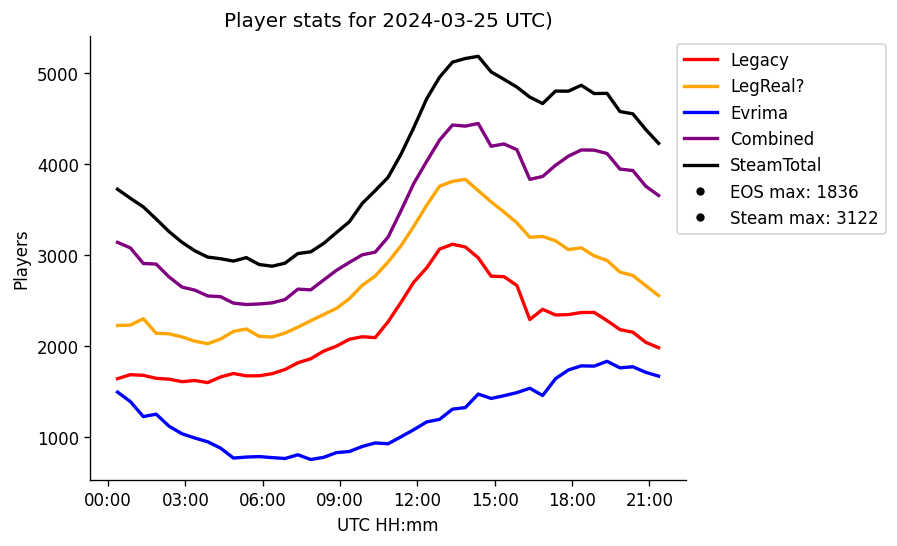 Player stats for 2024-03-25 UTC)
Legacy
LegReal?
Evrima
Combined
SteamTotal
EOS max: 1836
Steam max: 3122
Players
5000
4000
3000
2000
1000
00:00 03:00 06:00 09:00 12:00 15:00 18:00 21:00
UTC HH:mm